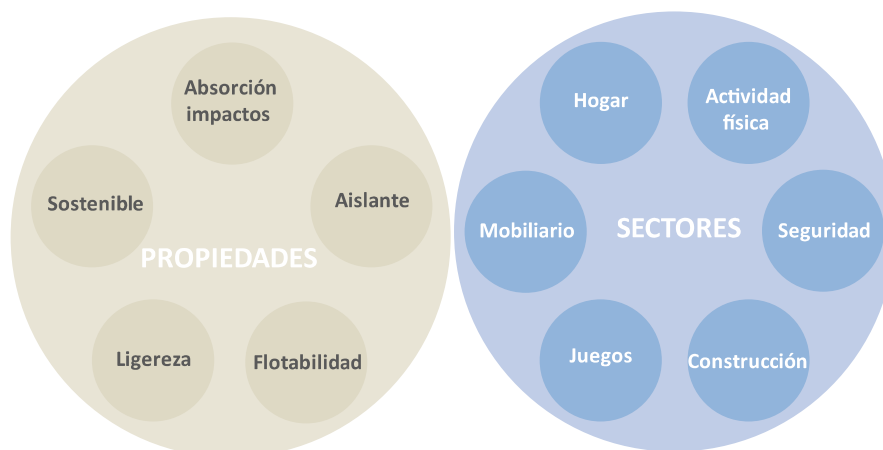 Absorción
impactos
Sostenible
Aislante
PROPIEDADES
Ligereza
Flotabilidad
Hogar
Actividad
física
Mobiliario
SECTORES
Seguridad
Juegos
Construcción